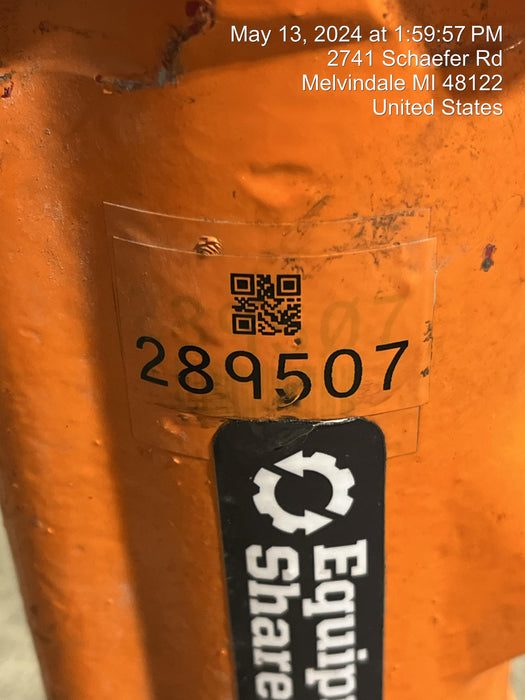 May 13, 2024 at 1:59:57 PM
2741 Schaefer Rd
Melvindale MI 48122
United States
289507
Equip
Share